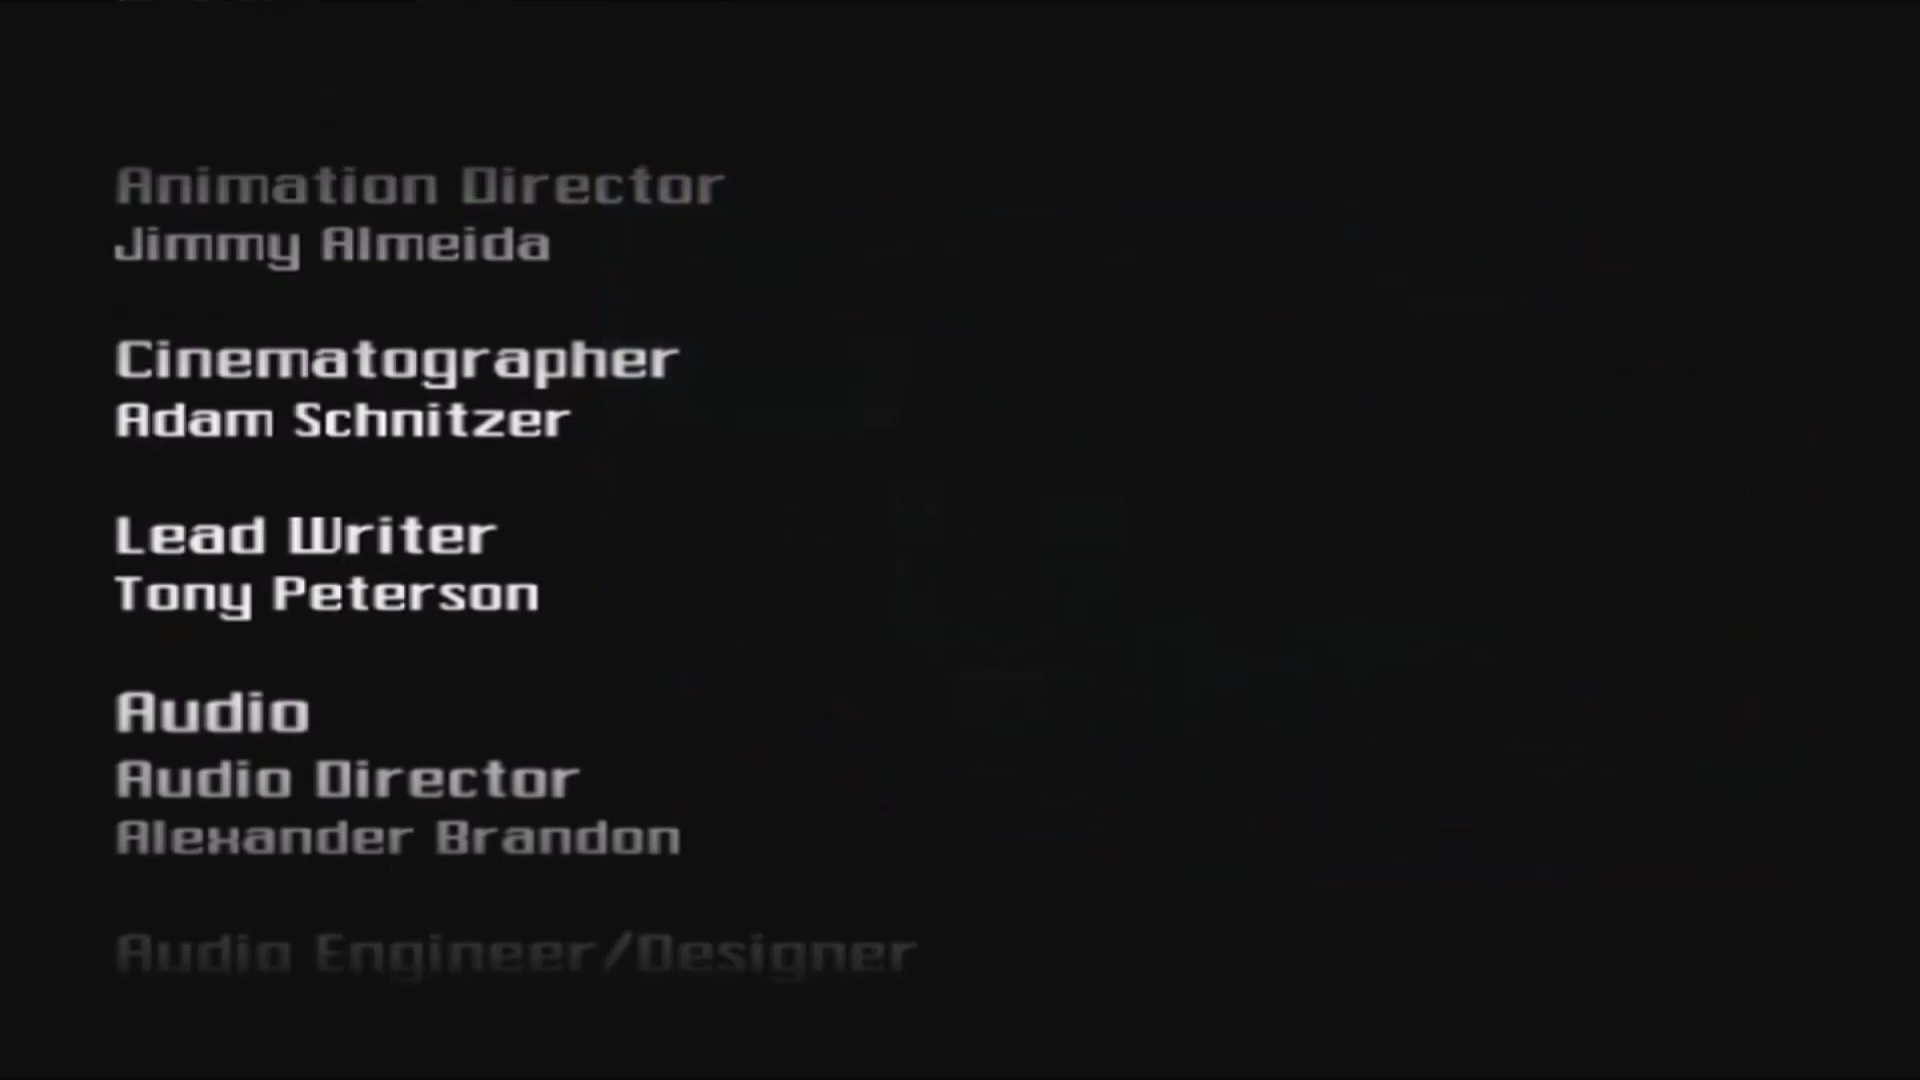 Animation Director
Jimmy Almeida
Cinematographer
Adam Schnitzer
Lead Writer
Tony Peterson
Audio
Audio Director
Alexander Brandon
Audio Engineer/Designer